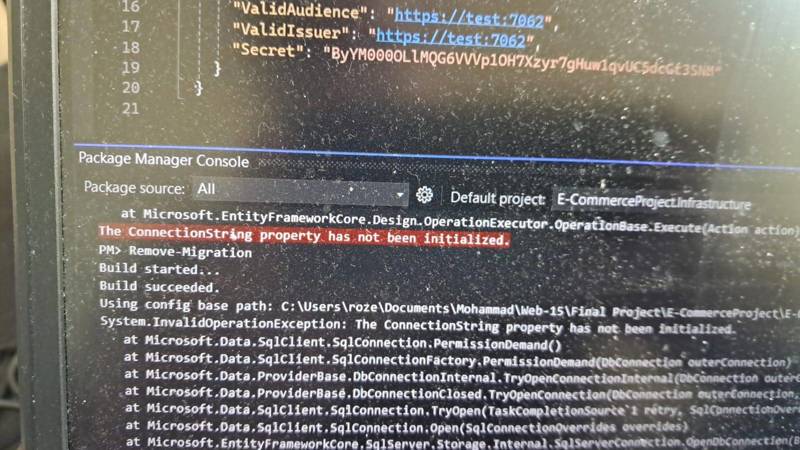 16 "ValidAudience": "https://test:7062",
17 "ValidIssuer": "https://test:7062",
18 "Secret": "ByYM000OLlMQG6VVVp1OH7Xzyr7gHuw1qvUC5dcGt3SNM"
19 }
20 }
21
Package Manager Console
Package source: All Default project: E-CommerceProject.Infrastructure
at Microsoft.EntityFrameworkCore.Design.OperationExecutor.OperationBase.Execute(Action action)
The ConnectionString property has not been initialized.
PM> Remove-Migration
Build started...
Build succeeded.
Using config base path: C:\Users\roze\Documents\Mohammad\Web-15\Final Project\E-CommerceProject\E-
System.InvalidOperationException: The ConnectionString property has not been initialized.
at Microsoft.Data.SqlClient.SqlConnection.PermissionDemand()
at Microsoft.Data.SqlClient.SqlConnectionFactory.PermissionDemand(DbConnection outerConnection)
at Microsoft.Data.ProviderBase.DbConnectionInternal.TryOpenConnectionInternal(DbConnection outerC
at Microsoft.Data.ProviderBase.DbConnectionClosed.TryOpenConnection(DbConnection outerConnection,
at Microsoft.Data.SqlClient.SqlConnection.TryOpen(TaskCompletionSource`1 retry, SqlConnectionOver
at Microsoft.Data.SqlClient.SqlConnection.Open(SqlConnectionOverrides overrides)
at Microsoft.EntityFrameworkCore.SqlServer.Storage.Internal.SqlServerConnection.OpenDbConnection(B